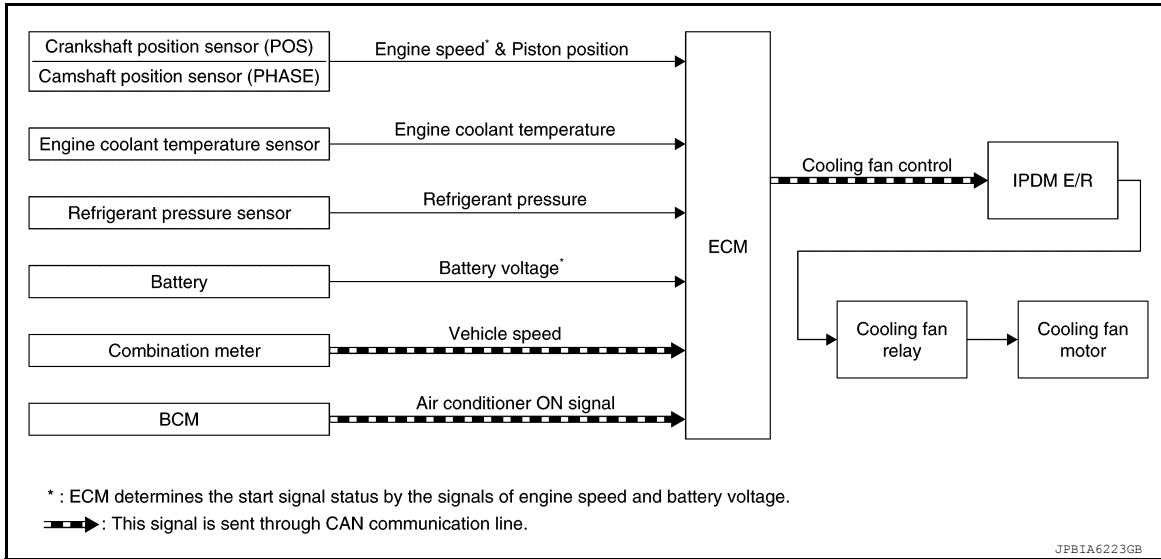 Crankshaft position sensor (POS)
Camshaft position sensor (PHASE)
Engine speed* & Piston position
Engine coolant temperature sensor
Engine coolant temperature
Refrigerant pressure sensor
Refrigerant pressure
Battery
Battery voltage*
Combination meter
Vehicle speed
BCM
Air conditioner ON signal
ECM
Cooling fan control
IPDM E/R
Cooling fan
relay
Cooling fan
motor
* : ECM determines the start signal status by the signals of engine speed and battery voltage.
: This signal is sent through CAN communication line.
JPBIA6223GB